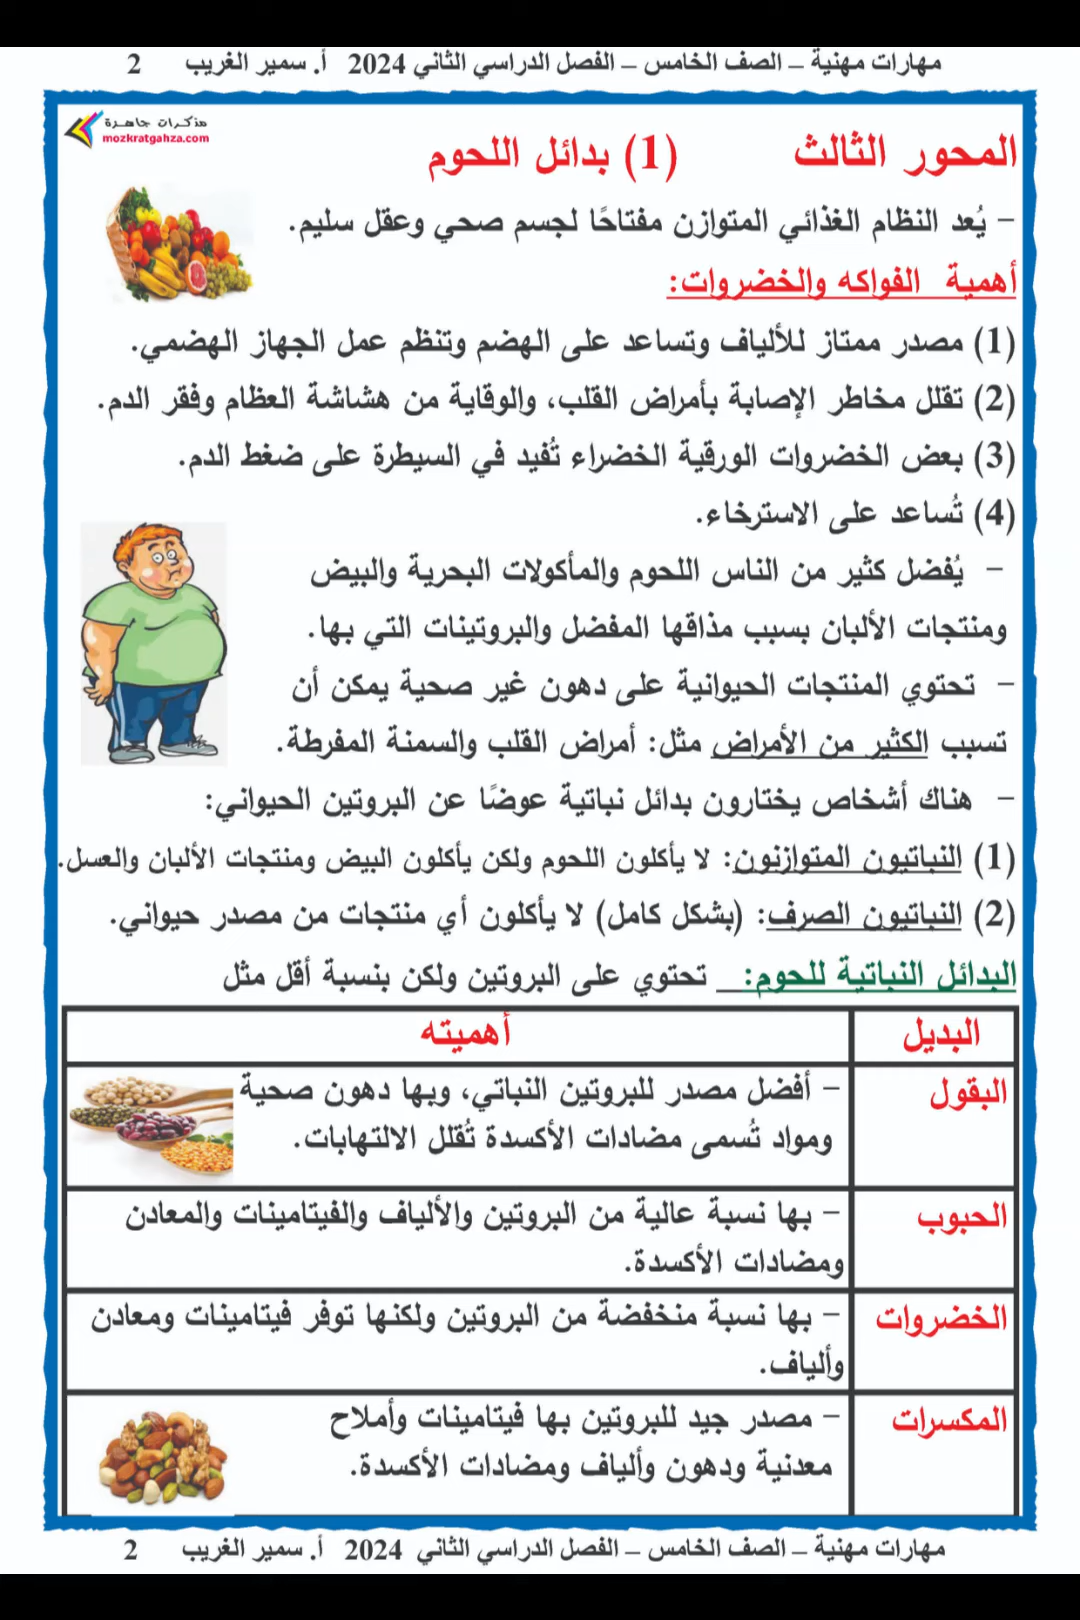 مهارات مهنية – الصف الخامس – الفصل الدراسي الثاني 2024 أ. سمير الغريب 2
مذكرات جاهزة
mozkratgahza.com
المحور الثالث (1) بدائل اللحوم
– يُعد النظام الغذائي المتوازن مفتاحًا لجسم صحي وعقل سليم.
أهمية الفواكه والخضروات:
(1) مصدر ممتاز للألياف وتساعد على الهضم وتنظم عمل الجهاز الهضمي.
(2) تقلل مخاطر الإصابة بأمراض القلب، والوقاية من هشاشة العظام وفقر الدم.
(3) بعض الخضروات الورقية الخضراء تُفيد في السيطرة على ضغط الدم.
(4) تُساعد على الاسترخاء.
– يُفضل كثير من الناس اللحوم والمأكولات البحرية والبيض
ومنتجات الألبان بسبب مذاقها المفضل والبروتينات التي بها.
– تحتوي المنتجات الحيوانية على دهون غير صحية يمكن أن
تسبب الكثير من الأمراض مثل: أمراض القلب والسمنة المفرطة.
– هناك أشخاص يختارون بدائل نباتية عوضًا عن البروتين الحيواني:
(1) النباتيون المتوازنون: لا يأكلون اللحوم ولكن يأكلون البيض ومنتجات الألبان والعسل.
(2) النباتيون الصرف: (بشكل كامل) لا يأكلون أي منتجات من مصدر حيواني.
البدائل النباتية للحوم: تحتوي على البروتين ولكن بنسبة أقل مثل
البديل أهميته
البقول – أفضل مصدر للبروتين النباتي، وبها دهون صحية
ومواد تُسمى مضادات الأكسدة تُقلل الالتهابات.
الحبوب – بها نسبة عالية من البروتين والألياف والفيتامينات والمعادن
ومضادات الأكسدة.
الخضروات – بها نسبة منخفضة من البروتين ولكنها توفر فيتامينات ومعادن
وألياف.
المكسرات – مصدر جيد للبروتين بها فيتامينات وأملاح
معدنية ودهون وألياف ومضادات الأكسدة.
مهارات مهنية – الصف الخامس – الفصل الدراسي الثاني 2024 أ. سمير الغريب 2